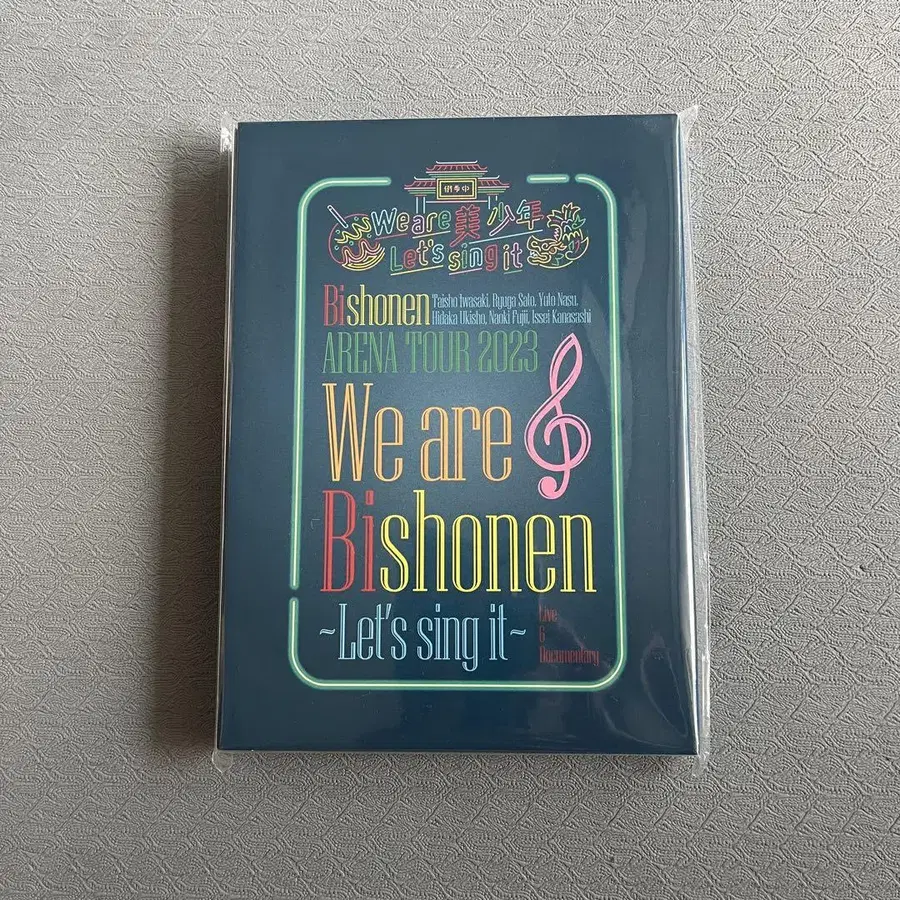 We are 美 少年
Let's sing it
Bishonen Taisho Iwasaki, Ryuga Sato, Yuto Nasu,
Hidaka Ukisho, Naoki Fujii, Issei Kanasashi
ARENA TOUR 2023
We are
Bishonen
~Let's sing it~
Live
&
Documentary